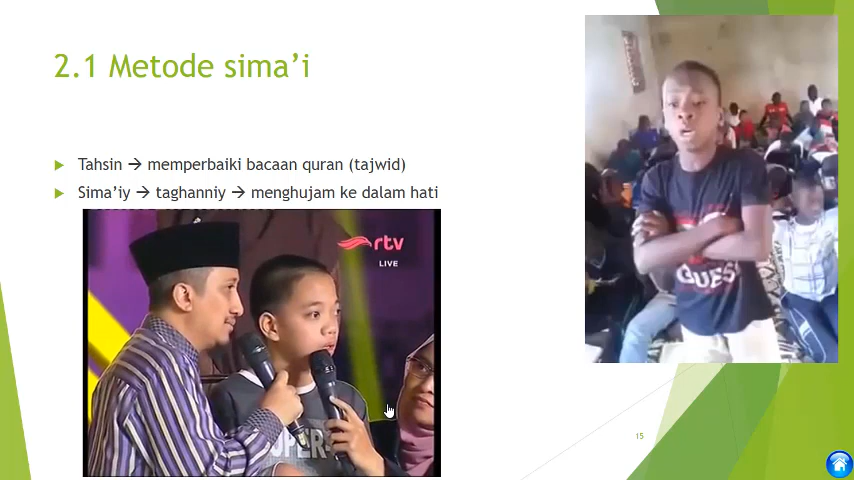 2.1 Metode sima’i
Tahsin → memperbaiki bacaan quran (tajwid)
Sima’iy → taghanniy → menghujam ke dalam hati
rtv
LIVE
GUESS
15